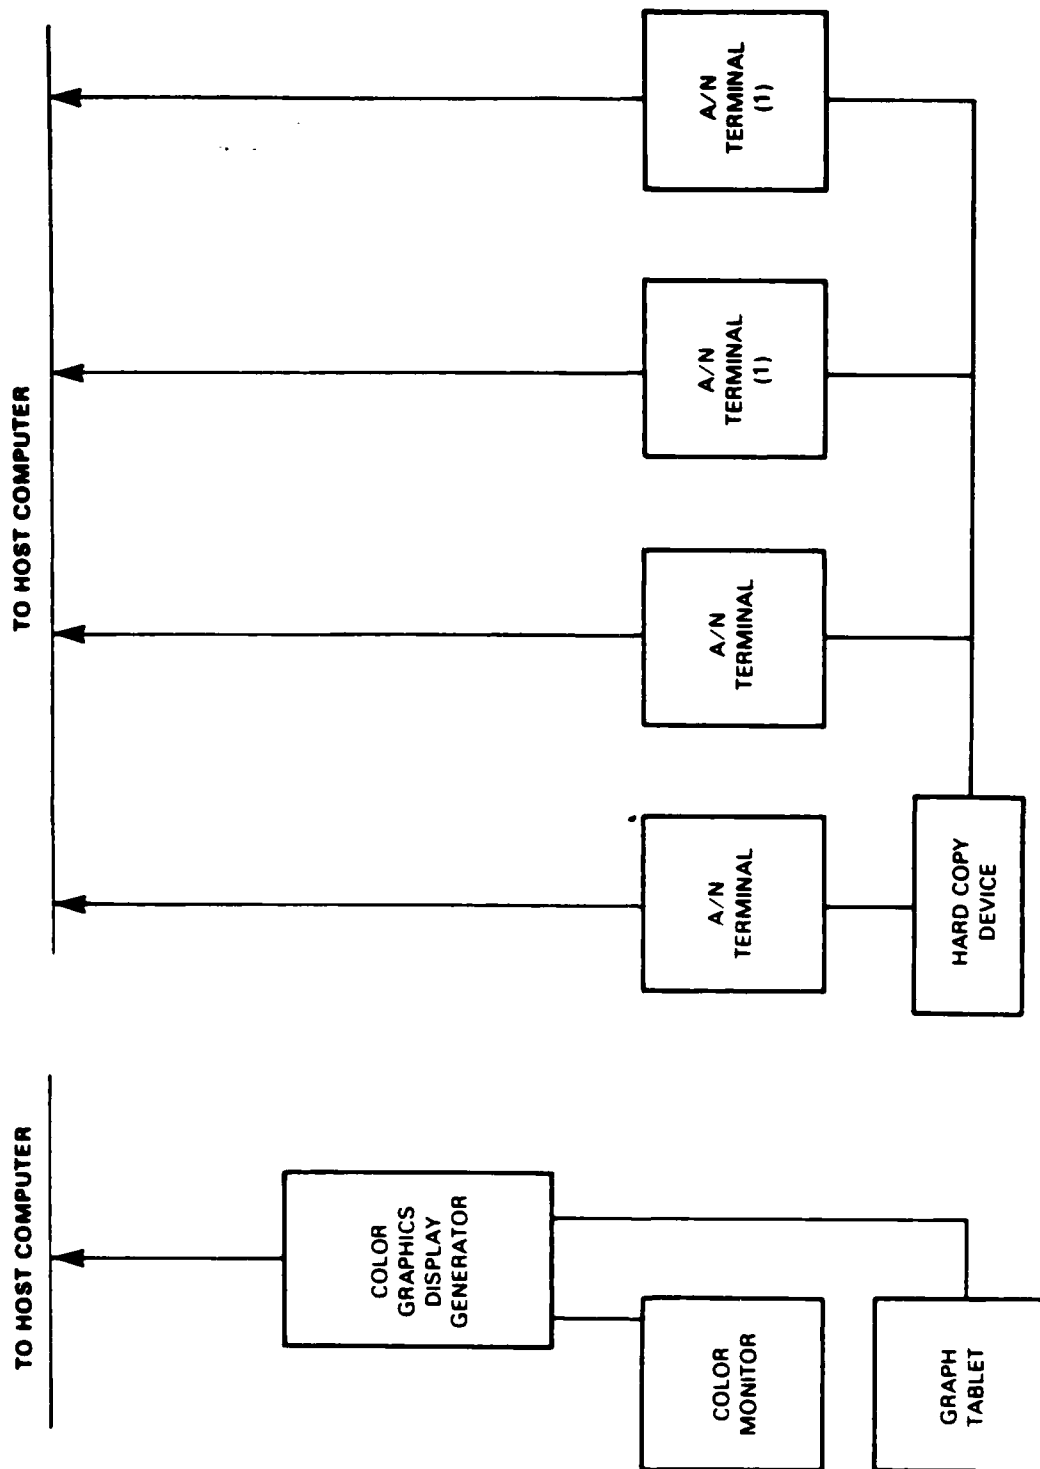 TO HOST COMPUTER
COLOR
GRAPHICS
DISPLAY
GENERATOR
COLOR
MONITOR
GRAPH
TABLET
TO HOST COMPUTER
A/N
TERMINAL
A/N
TERMINAL
A/N
TERMINAL
(1)
A/N
TERMINAL
(1)
HARD COPY
DEVICE